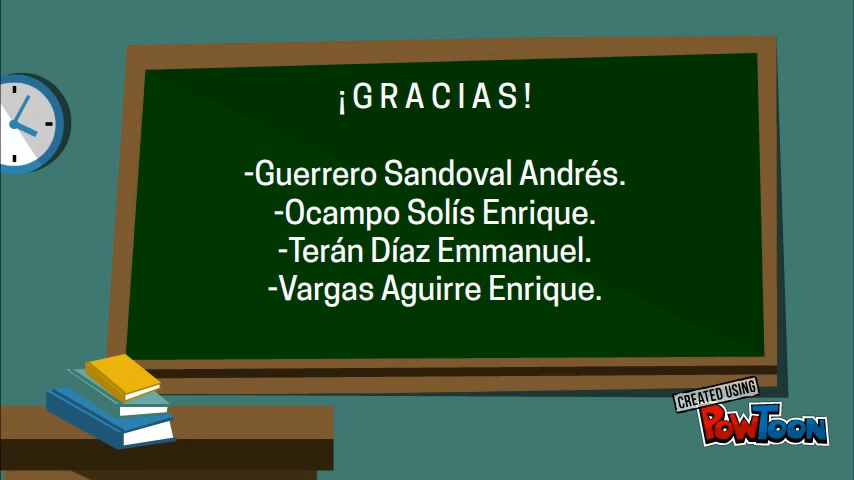 ¡GRACIAS!
-Guerrero Sandoval Andrés.
-Ocampo Solís Enrique.
-Terán Díaz Emmanuel.
-Vargas Aguirre Enrique.
CREATED USING
POWTOON